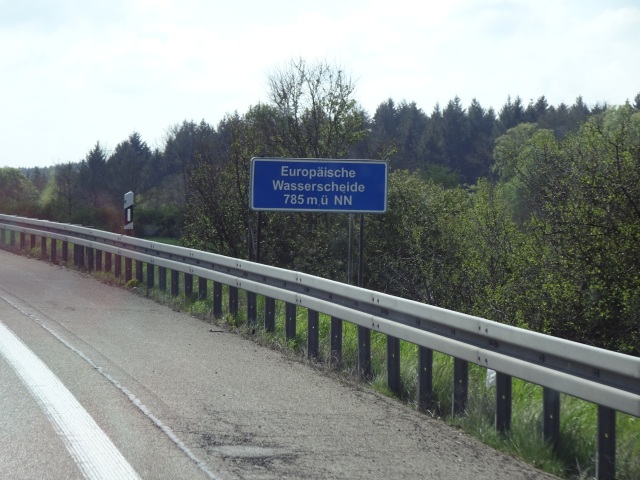 Europäische
Wasserscheide
785 m ü NN